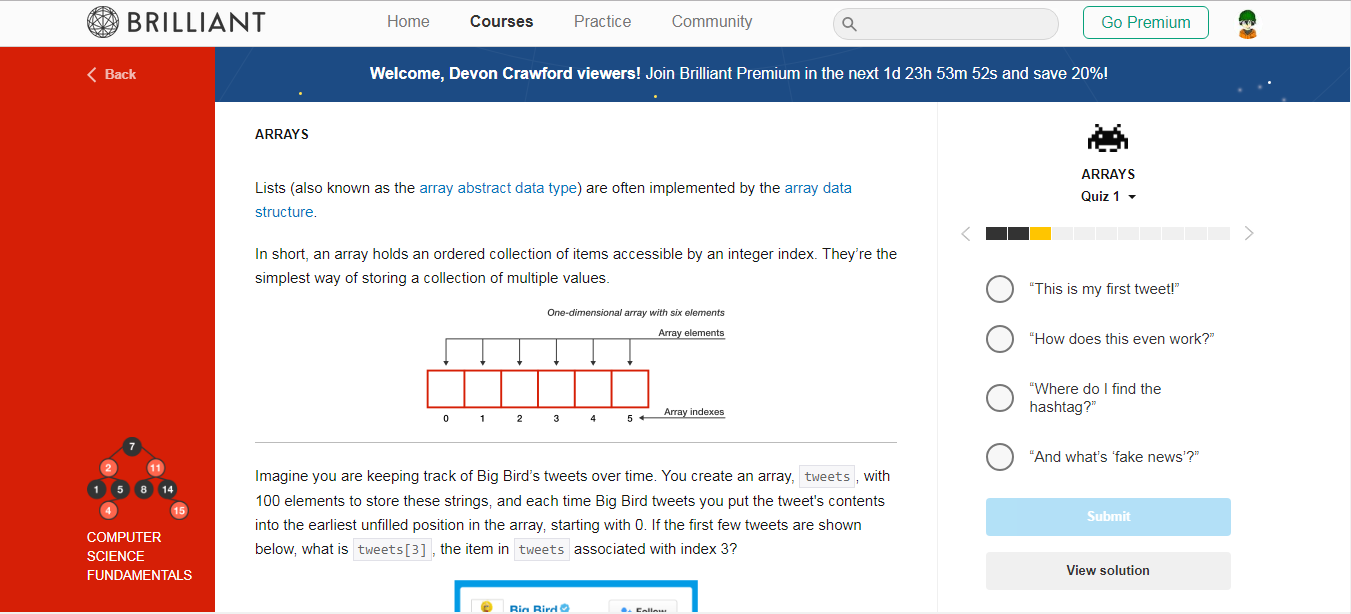 BRILLIANT
Home Courses Practice Community
Go Premium
Back
Welcome, Devon Crawford viewers! Join Brilliant Premium in the next 1d 23h 53m 52s and save 20%!
ARRAYS
Lists (also known as the array abstract data type) are often implemented by the array data
structure.
In short, an array holds an ordered collection of items accessible by an integer index. They’re the
simplest way of storing a collection of multiple values.
One-dimensional array with six elements
Array elements
0 1 2 3 4 5 Array indexes
Imagine you are keeping track of Big Bird’s tweets over time. You create an array, tweets, with
100 elements to store these strings, and each time Big Bird tweets you put the tweet's contents
into the earliest unfilled position in the array, starting with 0. If the first few tweets are shown
below, what is tweets[3], the item in tweets associated with index 3?
Big Bird Follow
ARRAYS
Quiz 1
“This is my first tweet!”
“How does this even work?”
“Where do I find the
hashtag?”
“And what’s ‘fake news’?”
Submit
View solution
7
2 11
1 5 8 14
4 15
COMPUTER
SCIENCE
FUNDAMENTALS